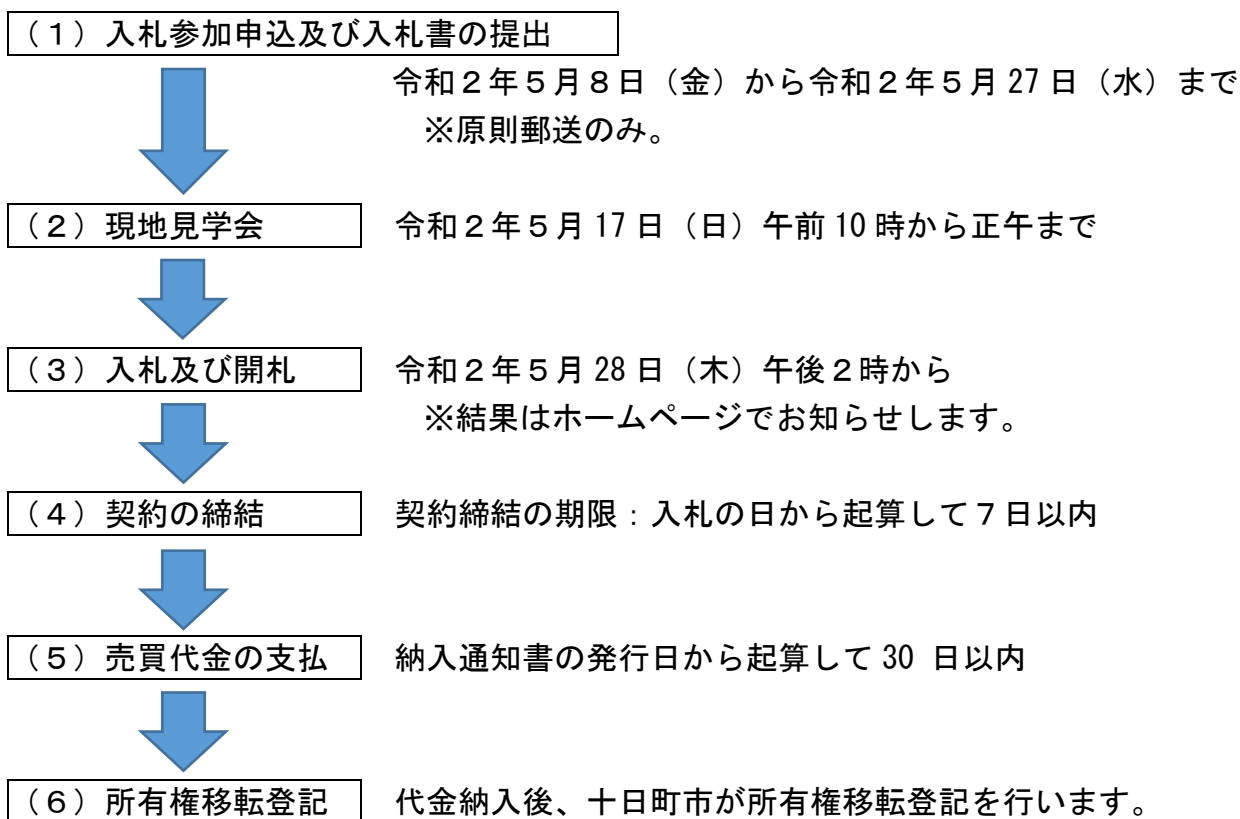 （１）入札参加申込及び入札書の提出
令和２年５月８日（金）から令和２年５月 27 日（水）まで
※原則郵送のみ。
（２）現地見学会
令和２年５月 17 日（日）午前 10 時から正午まで
（３）入札及び開札
令和２年５月 28 日（木）午後２時から
※結果はホームページでお知らせします。
（４）契約の締結
契約締結の期限：入札の日から起算して７日以内
（５）売買代金の支払
納入通知書の発行日から起算して 30 日以内
（６）所有権移転登記
代金納入後、十日町市が所有権移転登記を行います。